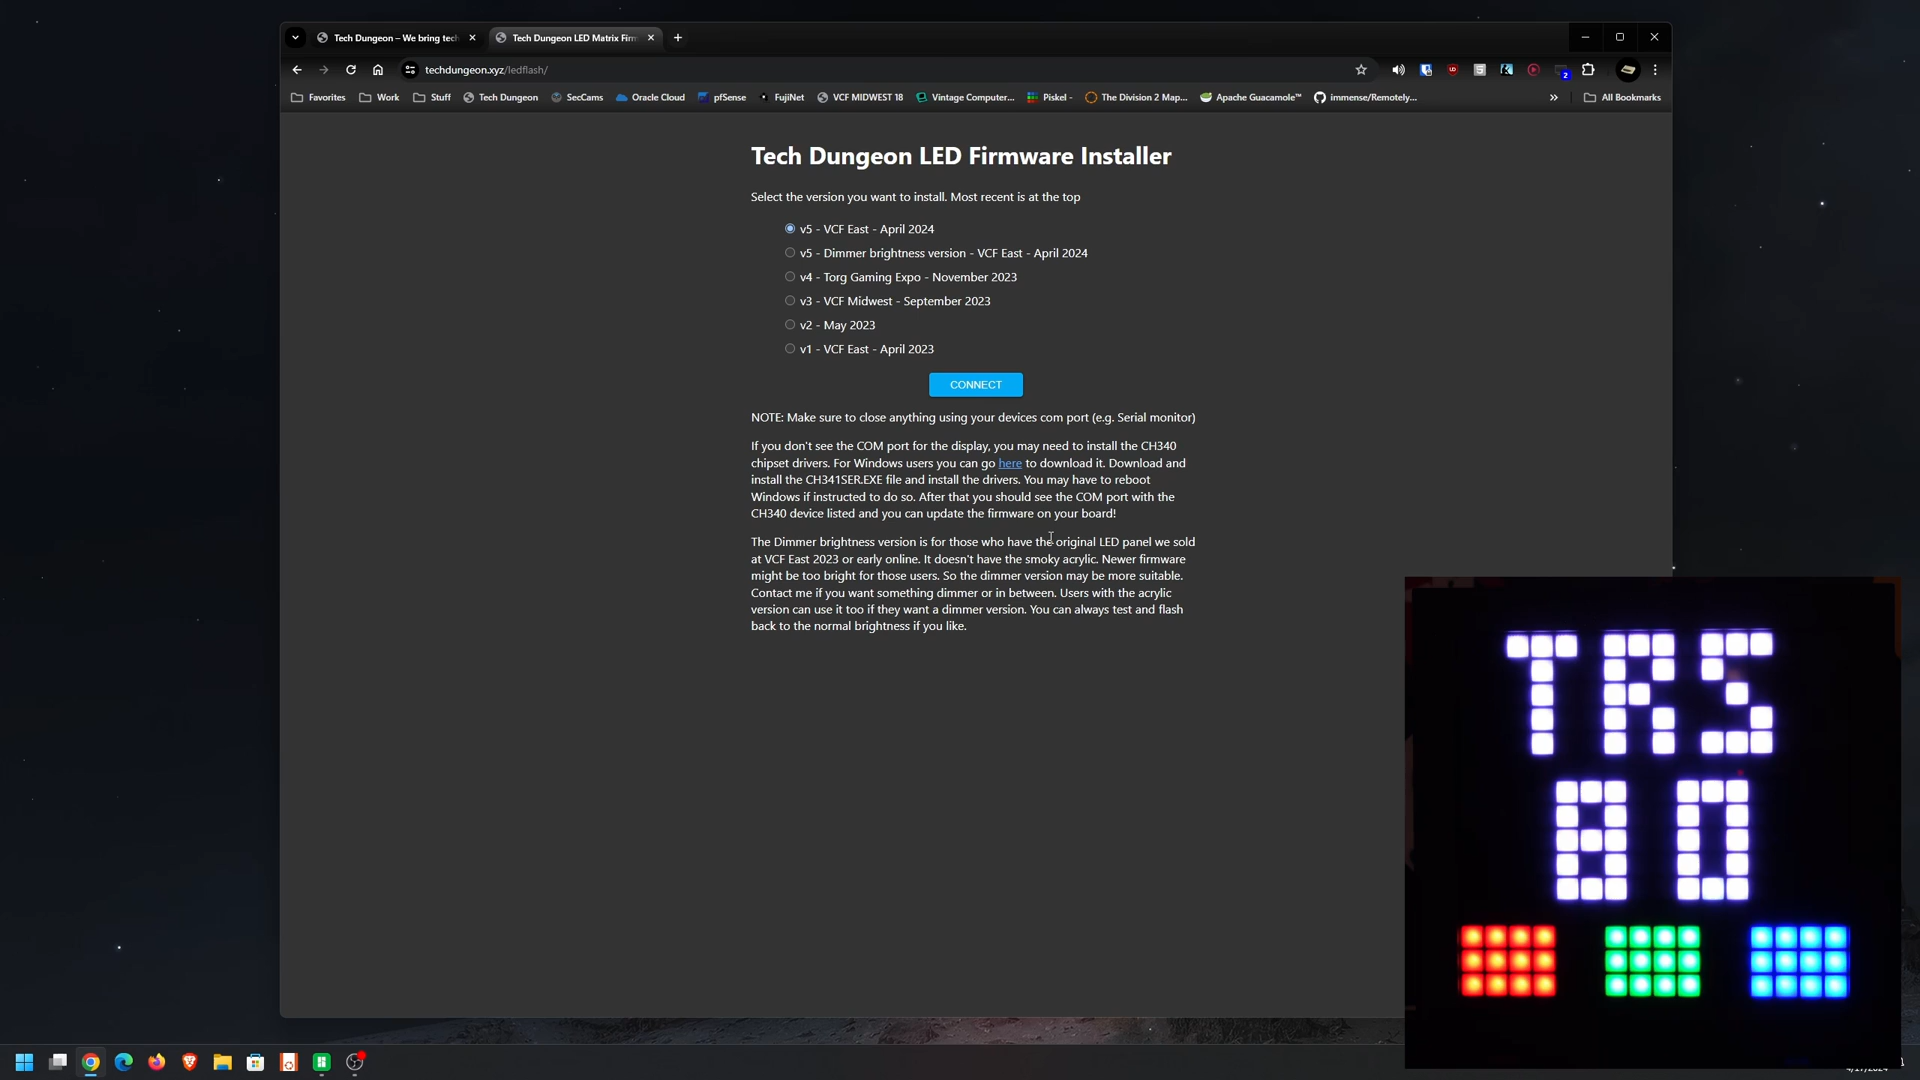 Tech Dungeon – We bring tech
Tech Dungeon LED Matrix Firm
techdungeon.xyz/ledflash/
2
Favorites
Work
Stuff
Tech Dungeon
SecCams
Oracle Cloud
pfSense
FujiNet
VCF MIDWEST 18
Vintage Computer...
Piskel -
The Division 2 Map...
Apache Guacamole™
immense/Remotely...
»
All Bookmarks
Tech Dungeon LED Firmware Installer
Select the version you want to install. Most recent is at the top
v5 - VCF East - April 2024
v5 - Dimmer brightness version - VCF East - April 2024
v4 - Torg Gaming Expo - November 2023
v3 - VCF Midwest - September 2023
v2 - May 2023
v1 - VCF East - April 2023
CONNECT
NOTE: Make sure to close anything using your devices com port (e.g. Serial monitor)
If you don't see the COM port for the display, you may need to install the CH340
chipset drivers. For Windows users you can go here to download it. Download and
install the CH341SER.EXE file and install the drivers. You may have to reboot
Windows if instructed to do so. After that you should see the COM port with the
CH340 device listed and you can update the firmware on your board!
The Dimmer brightness version is for those who have the original LED panel we sold
at VCF East 2023 or early online. It doesn't have the smoky acrylic. Newer firmware
might be too bright for those users. So the dimmer version may be more suitable.
Contact me if you want something dimmer or in between. Users with the acrylic
version can use it too if they want a dimmer version. You can always test and flash
back to the normal brightness if you like.
TRS
80